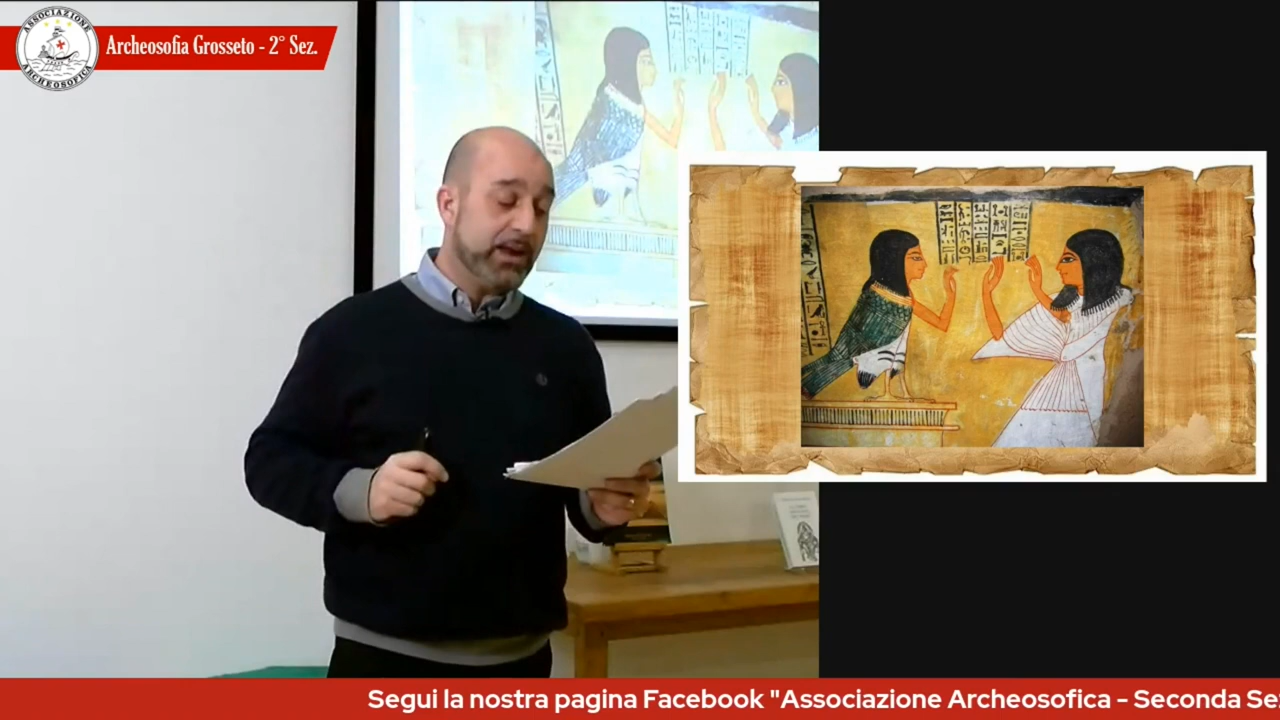 ASSOCIAZIONE
ARCHEOSOFICA
Archeosofia Grosseto - 2° Sez.
Segui la nostra pagina Facebook "Associazione Archeosofica - Seconda Se